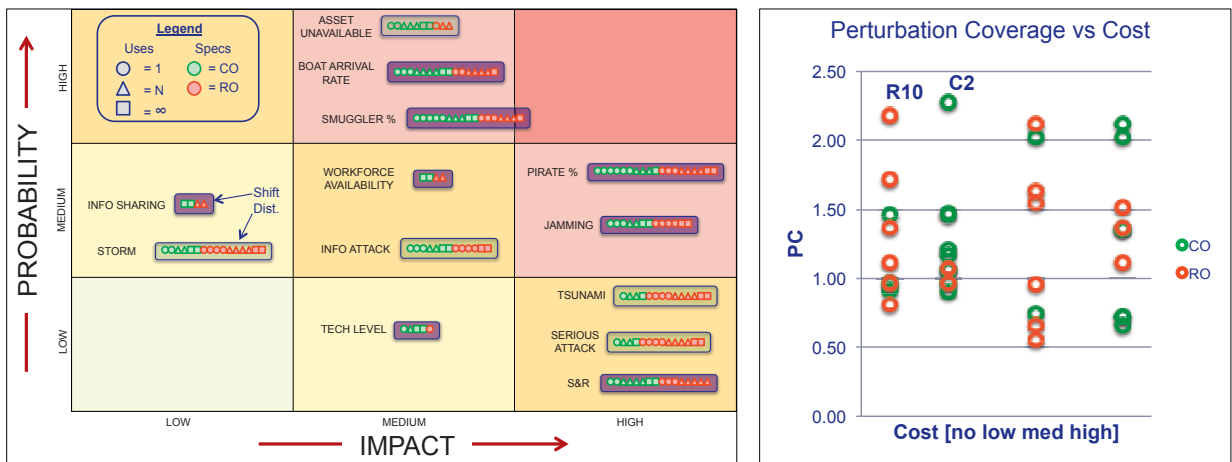 PROBABILITY
HIGH
MEDIUM
LOW
Legend
Uses Specs
= 1 = CO
= N = RO
= ∞
ASSET
UNAVAILABLE
BOAT ARRIVAL
RATE
SMUGGLER %
INFO SHARING
Shift
Dist.
STORM
WORKFORCE
AVAILABILITY
INFO ATTACK
PIRATE %
JAMMING
TECH LEVEL
TSUNAMI
SERIOUS
ATTACK
S&R
LOW MEDIUM HIGH
IMPACT
Perturbation Coverage vs Cost
2.50
2.00
1.50
1.00
0.50
0.00
PC
R10 C2
CO
RO
Cost [no low med high]